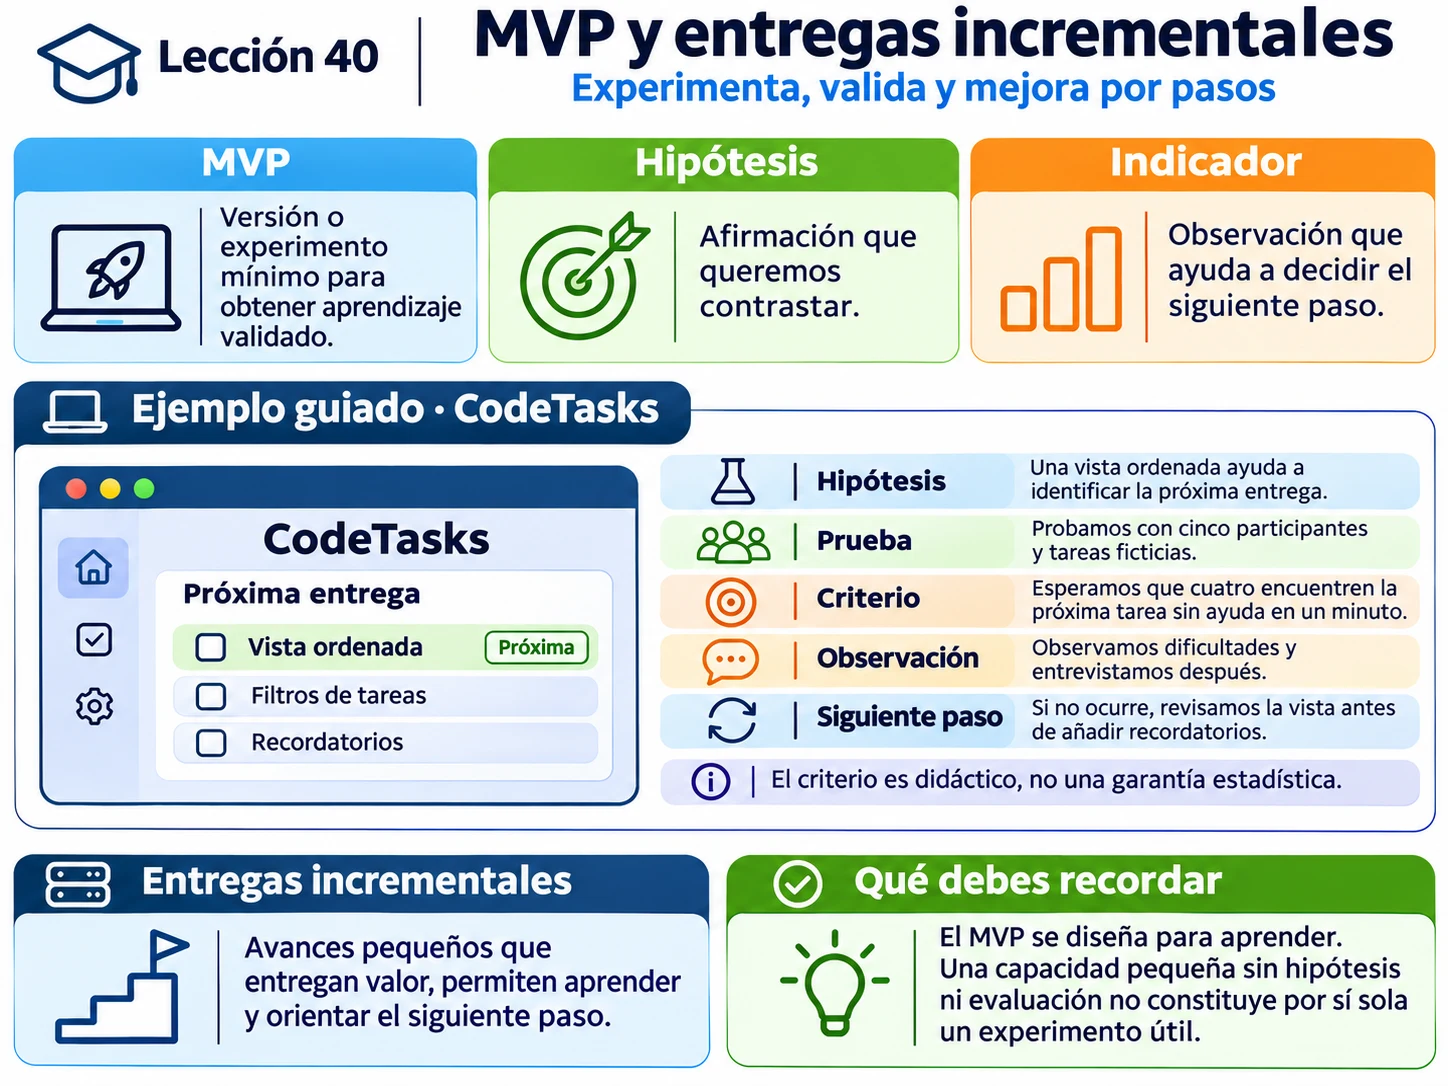 Lección 40
MVP y entregas incrementales
Experimenta, valida y mejora por pasos
MVP
Versión o
experimento
mínimo para
obtener aprendizaje
validado.
Hipótesis
Afirmación que
queremos
contrastar.
Indicador
Observación que
ayuda a decidir el
siguiente paso.
Ejemplo guiado · CodeTasks
CodeTasks
Próxima entrega
Vista ordenada
Próxima
Filtros de tareas
Recordatorios
Hipótesis
Una vista ordenada ayuda a
identificar la próxima entrega.
Prueba
Probamos con cinco participantes
y tareas ficticias.
Criterio
Esperamos que cuatro encuentren la
próxima tarea sin ayuda en un minuto.
Observación
Observamos dificultades y
entrevistamos después.
Siguiente paso
Si no ocurre, revisamos la vista antes
de añadir recordatorios.
El criterio es didáctico, no una garantía estadística.
Entregas incrementales
Avances pequeños que
entregan valor, permiten aprender
y orientar el siguiente paso.
Qué debes recordar
El MVP se diseña para aprender.
Una capacidad pequeña sin hipótesis
ni evaluación no constituye por sí sola
un experimento útil.